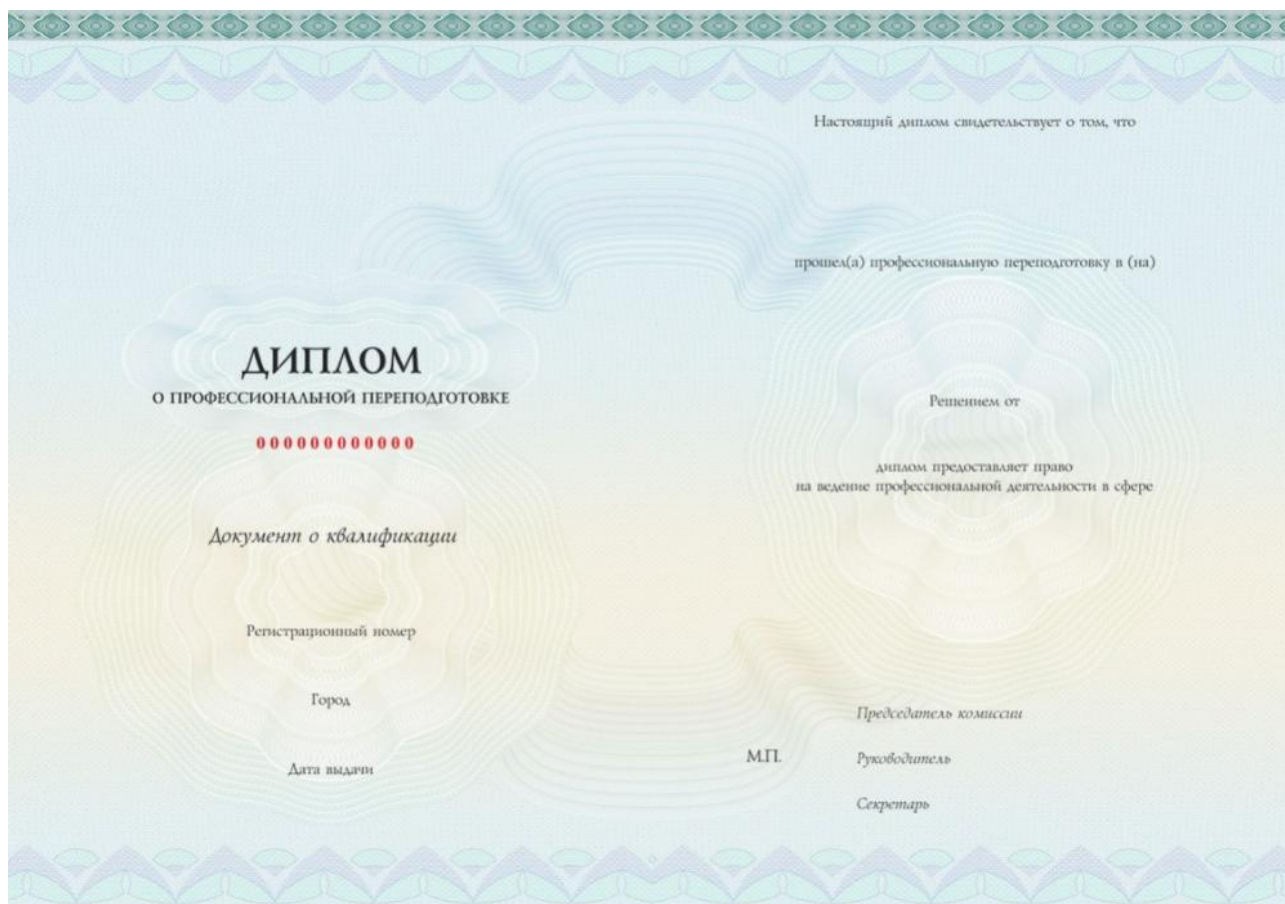 ДИПЛОМ
О ПРОФЕССИОНАЛЬНОЙ ПЕРЕПОДГОТОВКЕ
000000000000
Документ о квалификации
Регистрационный номер
Город
Дата выдачи
Настоящий диплом свидетельствует о том, что
прошел(а) профессиональную переподготовку в (на)
Решением от
диплом предоставляет право
на ведение профессиональной деятельности в сфере
Председатель комиссии
М.П.
Руководитель
Секретарь